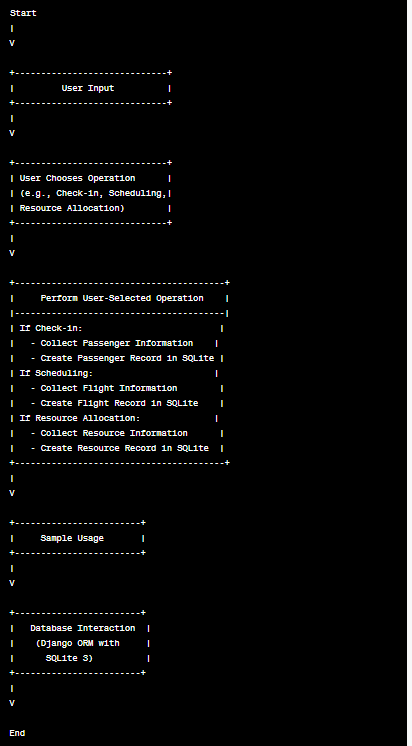 Start
|
V
+-----------------------------+
|         User Input          |
+-----------------------------+
|
V
+-----------------------------+
| User Chooses Operation      |
| (e.g., Check-in, Scheduling,|
| Resource Allocation)        |
+-----------------------------+
|
V
+----------------------------------------+
|     Perform User-Selected Operation    |
|----------------------------------------|
| If Check-in:                          |
|   - Collect Passenger Information    |
|   - Create Passenger Record in SQLite |
| If Scheduling:                       |
|   - Collect Flight Information        |
|   - Create Flight Record in SQLite    |
| If Resource Allocation:              |
|   - Collect Resource Information      |
|   - Create Resource Record in SQLite  |
+----------------------------------------+
|
V
+------------------------+
|     Sample Usage       |
+------------------------+
|
V
+------------------------+
|   Database Interaction  |
|    (Django ORM with     |
|      SQLite 3)          |
+------------------------+
|
V
End